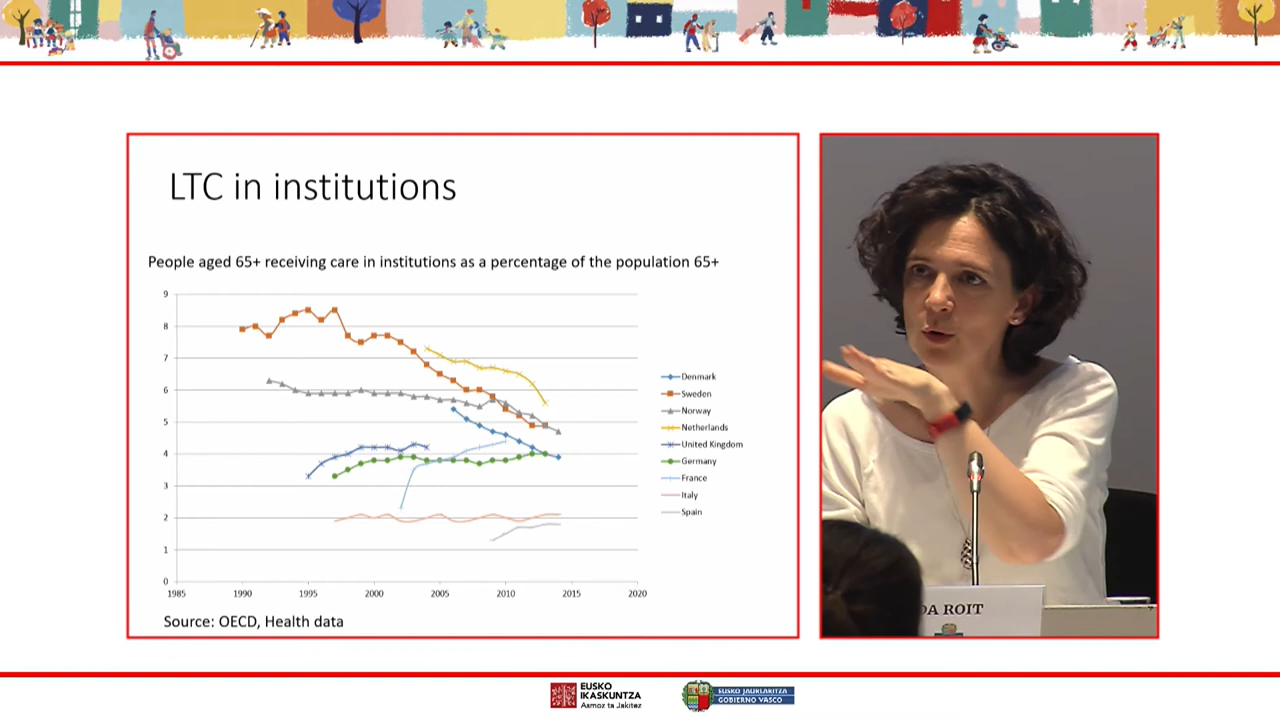 LTC in institutions
People aged 65+ receiving care in institutions as a percentage of the population 65+
9
8
7
6
5
4
3
2
1
0
1985 1990 1995 2000 2005 2010 2015 2020
Denmark
Sweden
Norway
Netherlands
United Kingdom
Germany
France
Italy
Spain
Source: OECD, Health data
DA ROIT
EUSKO
IKASKUNTZA
Asmoz ta Jakitez
EUSKO JAURLARITZA
GOBIERNO VASCO